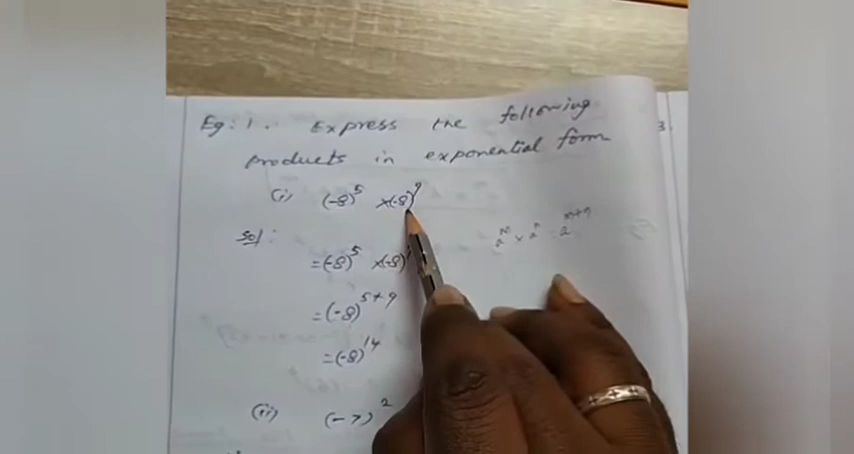 Eg: 1. Express the following
products in exponential form
(i) (-8)^5 ×(-8)^9
Sol: a^m × a^n = a^m+n
=(-8)^5 ×(-8)
=(-8)^5+9
=(-8)^14
(ii) (-7)^2
3.